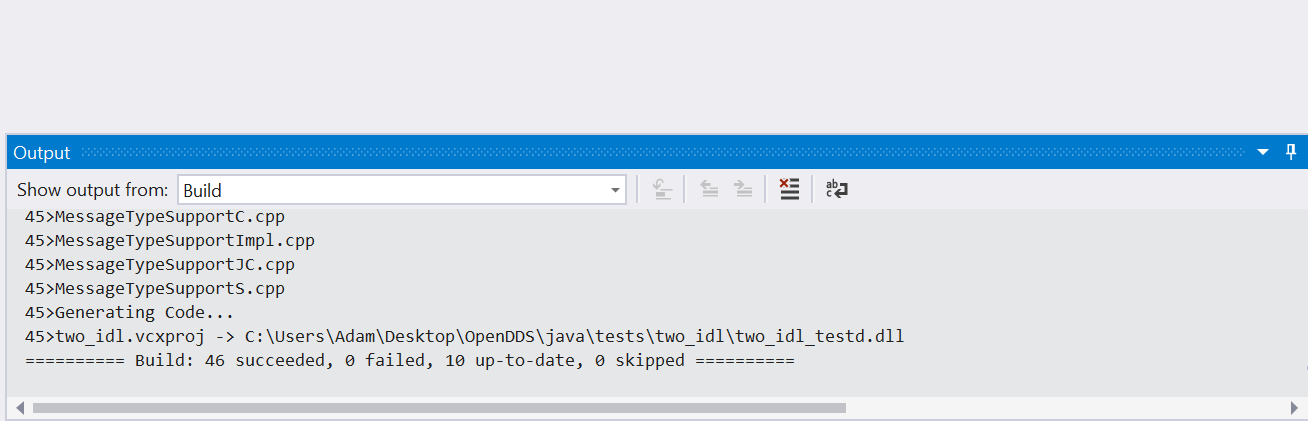 Output
Show output from: Build
45>MessageTypeSupportC.cpp
45>MessageTypeSupportImpl.cpp
45>MessageTypeSupportJC.cpp
45>MessageTypeSupportS.cpp
45>Generating Code...
45>two_idl.vcxproj -> C:\Users\Adam\Desktop\OpenDDS\java\tests\two_idl\two_idl_testd.dll
========== Build: 46 succeeded, 0 failed, 10 up-to-date, 0 skipped ==========